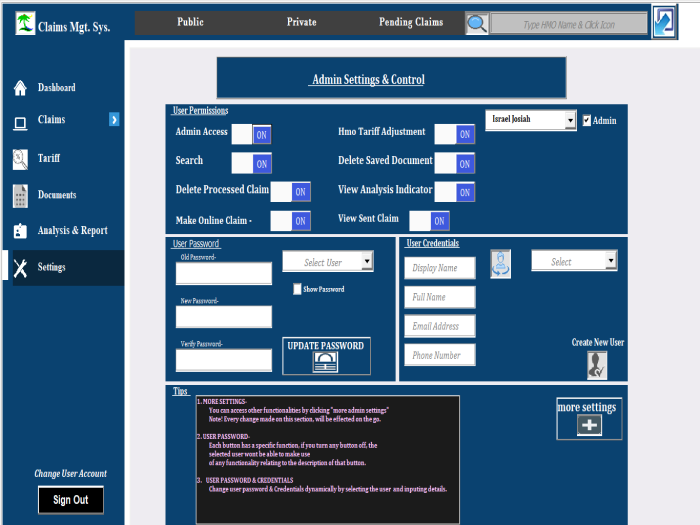 Claims Mgt. Sys.
Public
Private
Pending Claims
Type HMO Name & Click Icon
Dashboard
Claims
Tariff
Documents
Analysis & Report
Settings
Change User Account
Sign Out
Admin Settings & Control
User Permissions
Admin Access ON
Hmo Tariff Adjustment ON
Israel Josiah
Admin
Search ON
Delete Saved Document ON
Delete Processed Claim ON
View Analysis Indicator ON
Make Online Claim - ON
View Sent Claim ON
User Password
Old Password-
Select User
Show Password
New Password-
Verify Password-
UPDATE PASSWORD
User Credentials
Display Name
Select
Full Name
Email Address
Phone Number
Create New User
Tips
1. MORE SETTINGS-
You can access other functionalities by clicking "more admin settings"
Note! Every change made on this section, will be effected on the go.
2. USER PASSWORD-
Each button has a specific function, if you turn any button off, the
selected user wont be able to make use
of any functionality relating to the description of that button.
3. USER PASSWORD & CREDENTIALS
Change user password & Credentials dynamically by selecting the user and inputing details.
more settings